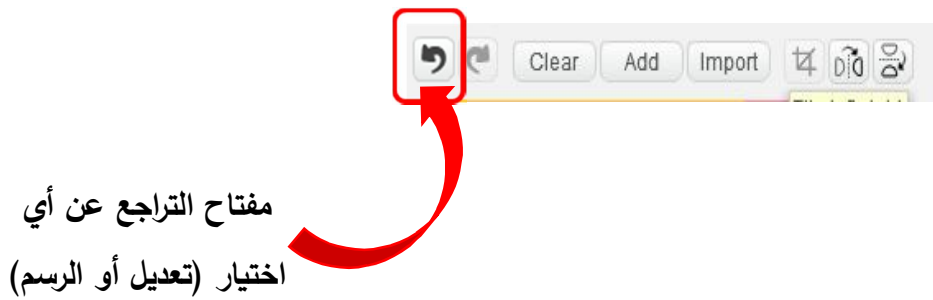 Clear Add Import
مفتاح التراجع عن أي
اختيار (تعديل أو الرسم)